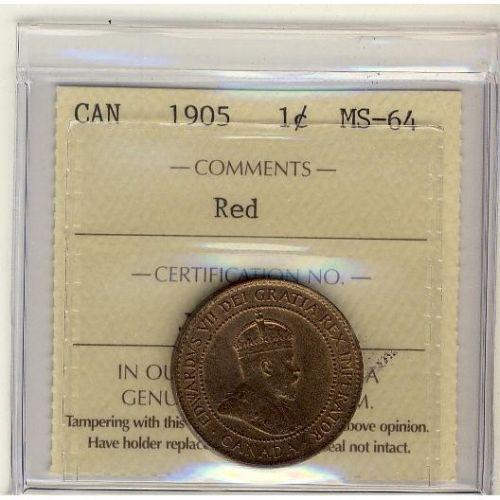 CAN 1905 1¢ MS-64
— COMMENTS —
Red
— CERTIFICATION NO. —
IN OU
GENU M.
Tampering with this above opinion.
Have holder replac seal not intact.
EDWARDVS VII DEI GRATIA REX IMPERATOR
CANADA